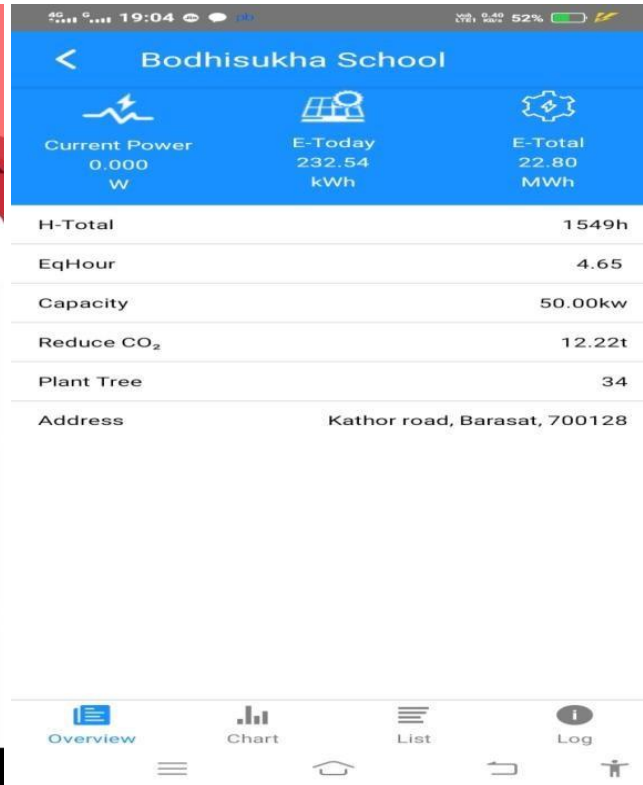 4G 19:04 pb 52%
Bodhisukha School
Current Power
0.000
W
E-Today
232.54
kWh
E-Total
22.80
MWh
H-Total 1549h
EqHour 4.65
Capacity 50.00kw
Reduce CO₂ 12.22t
Plant Tree 34
Address Kathor road, Barasat, 700128
Overview Chart List Log